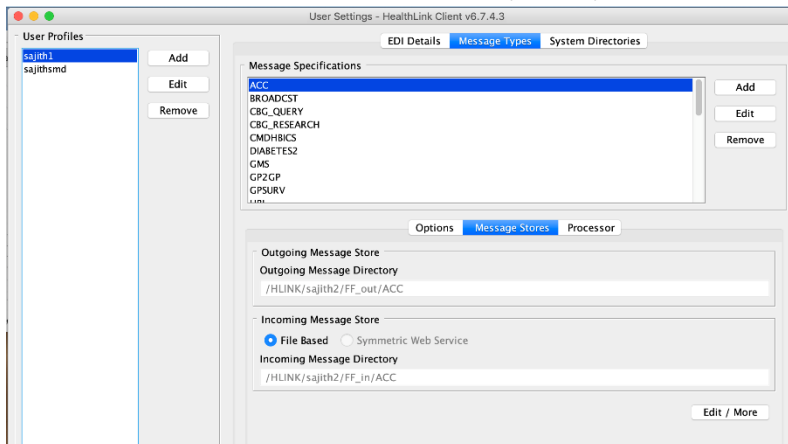 User Settings - HealthLink Client v6.7.4.3
User Profiles
sajith1
sajithsmd
Add
Edit
Remove
EDI Details Message Types System Directories
Message Specifications
ACC
BROADCST
CBG_QUERY
CBG_RESEARCH
CMDHBICS
DIABETES2
GMS
GP2GP
GPSURV
Add
Edit
Remove
Options Message Stores Processor
Outgoing Message Store
Outgoing Message Directory
/HLINK/sajith2/FF_out/ACC
Incoming Message Store
File Based Symmetric Web Service
Incoming Message Directory
/HLINK/sajith2/FF_in/ACC
Edit / More